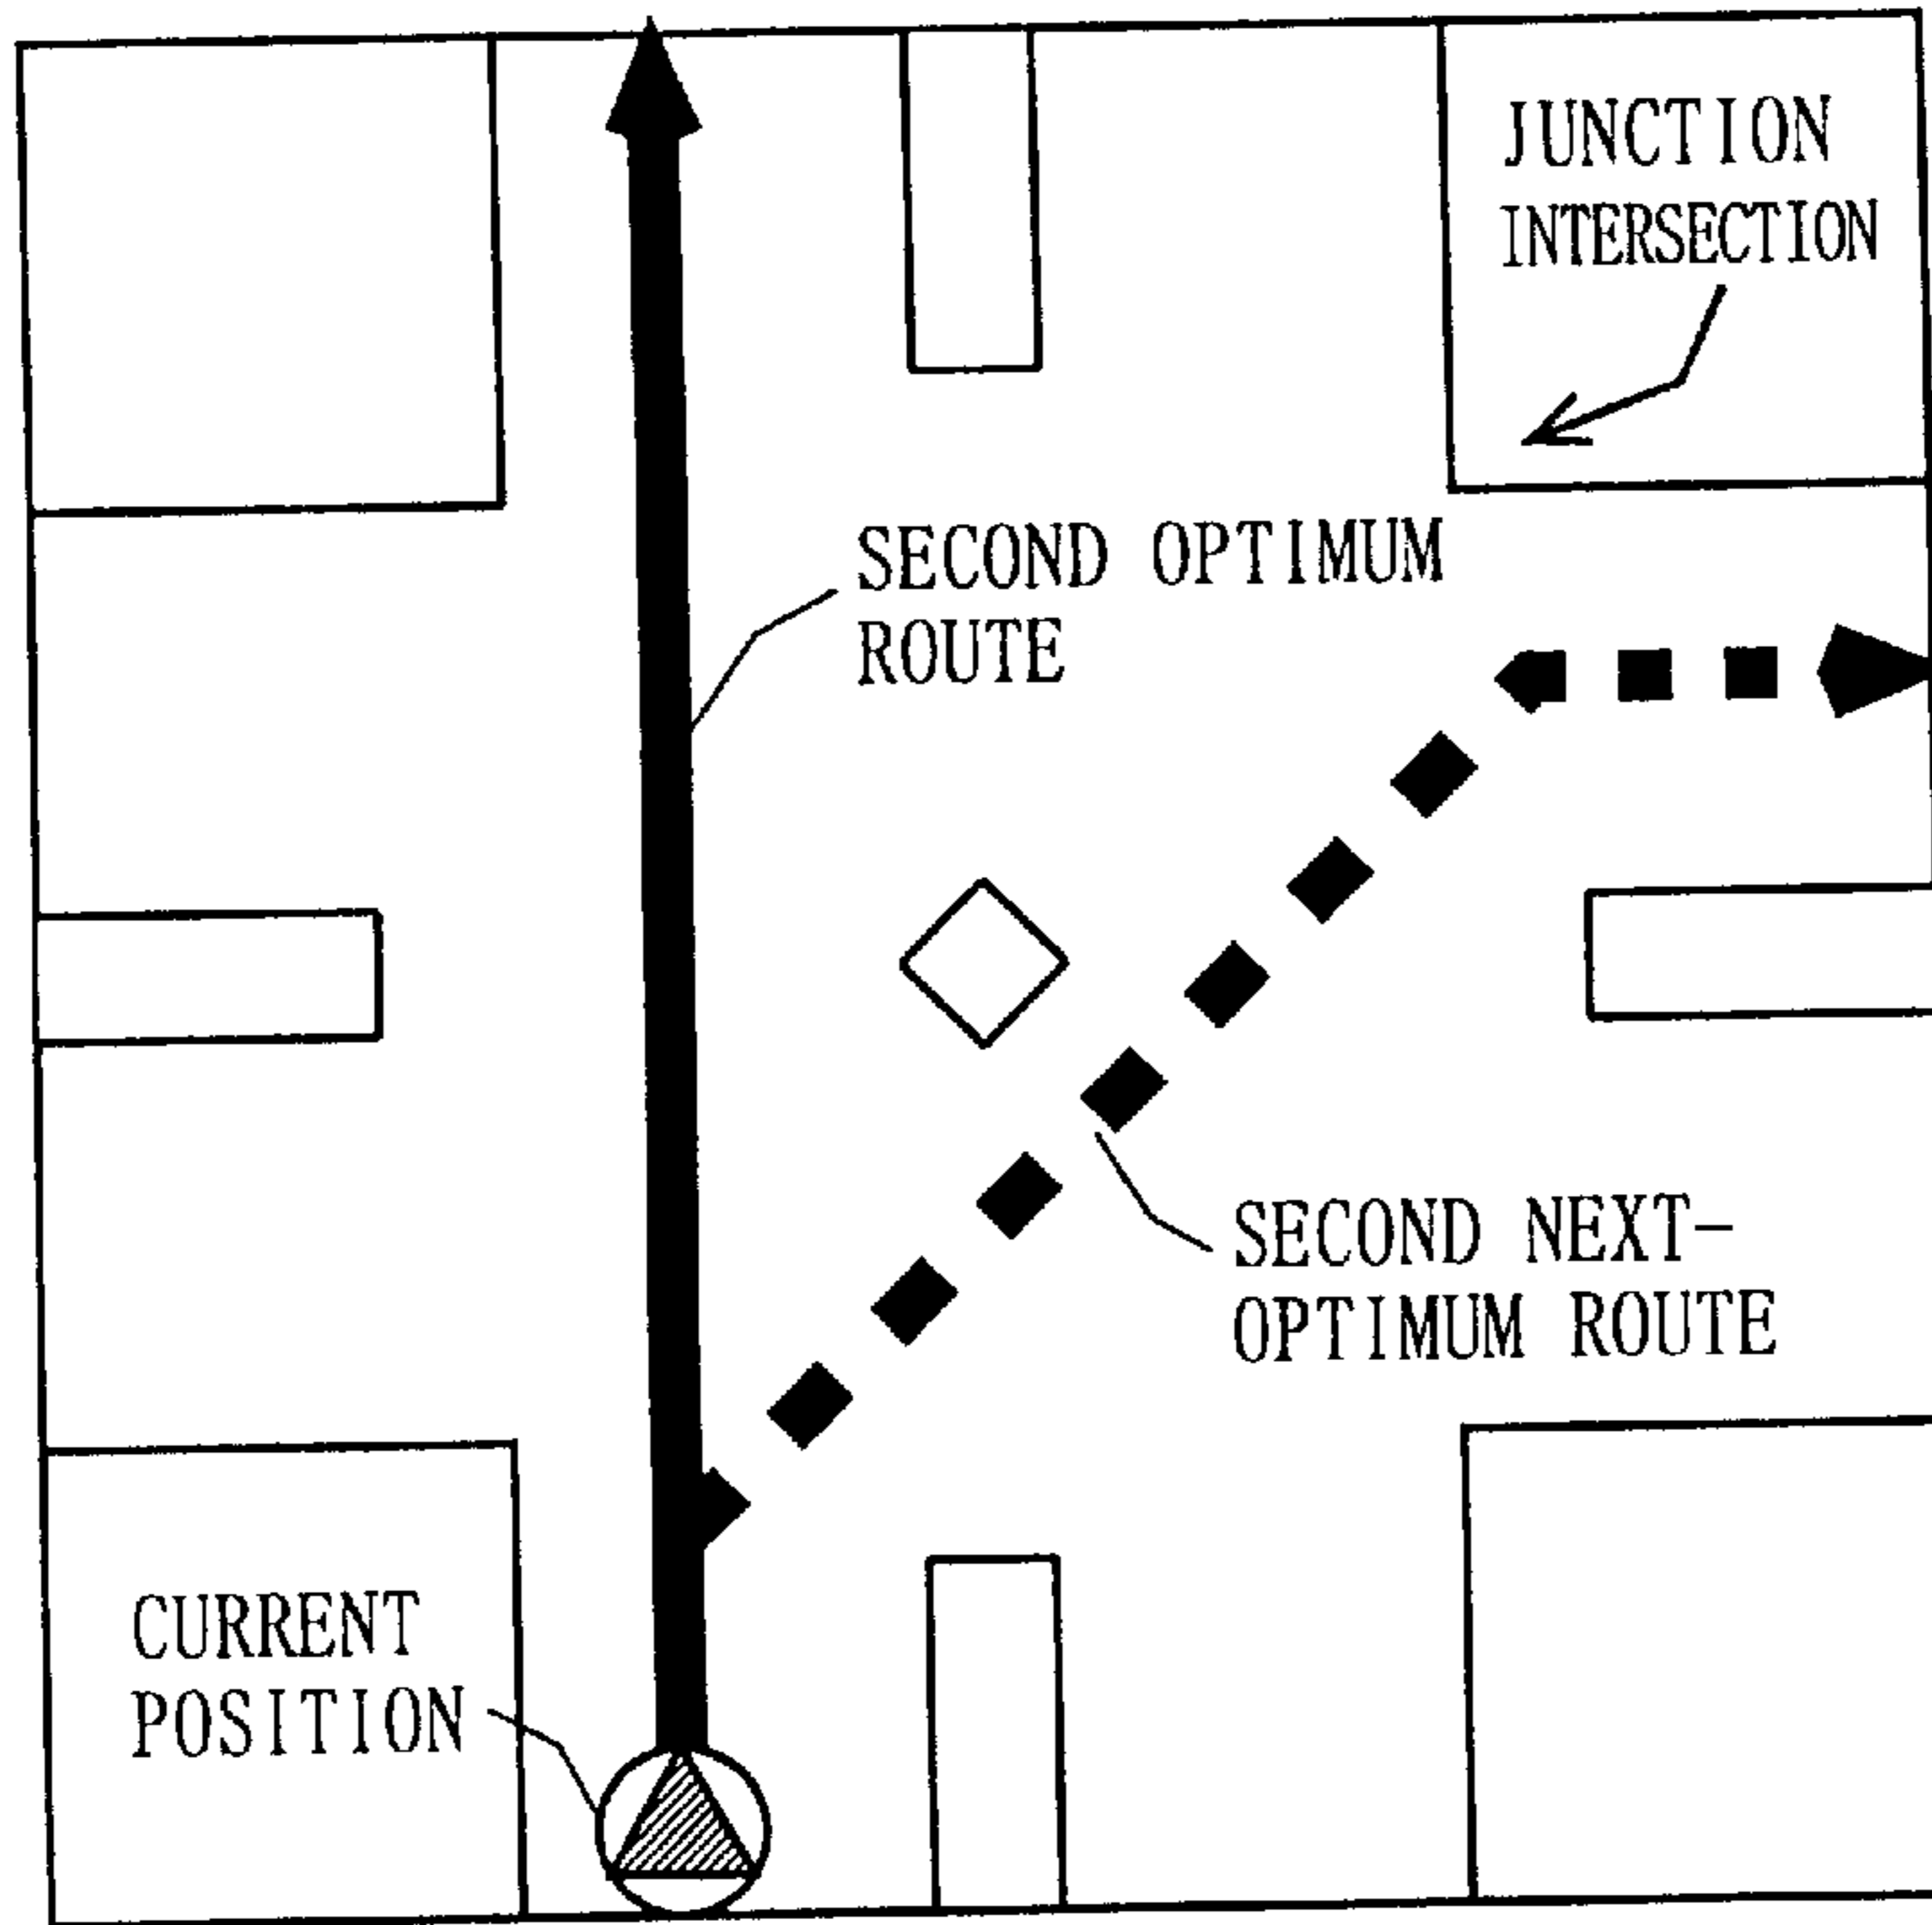 JUNCTION
INTERSECTION
SECOND OPTIMUM
ROUTE
SECOND NEXT-
OPTIMUM ROUTE
CURRENT
POSITION